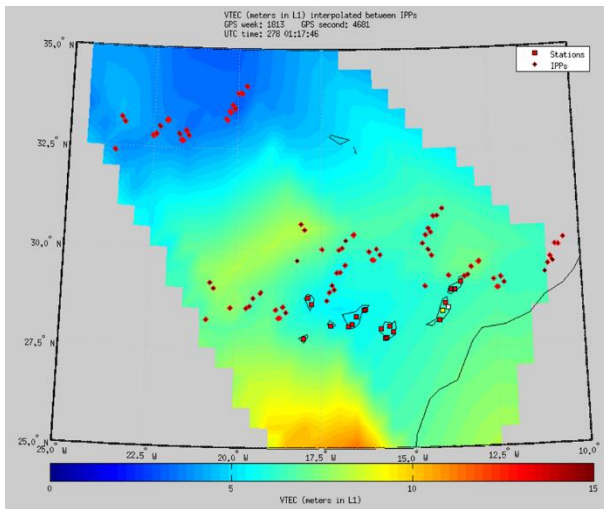 VTEC (meters in L1) interpolated between IPPs
GPS week: 1813 GPS second: 4681
UTC time: 278 01:17:46
Stations
IPPs
35.0° N
32.5° N
30.0° N
27.5° N
25.0° N
25.0° W
22.5° W
20.0° W
17.5° W
15.0° W
12.5° W
10.0° W
0 5 10 15
VTEC (meters in L1)